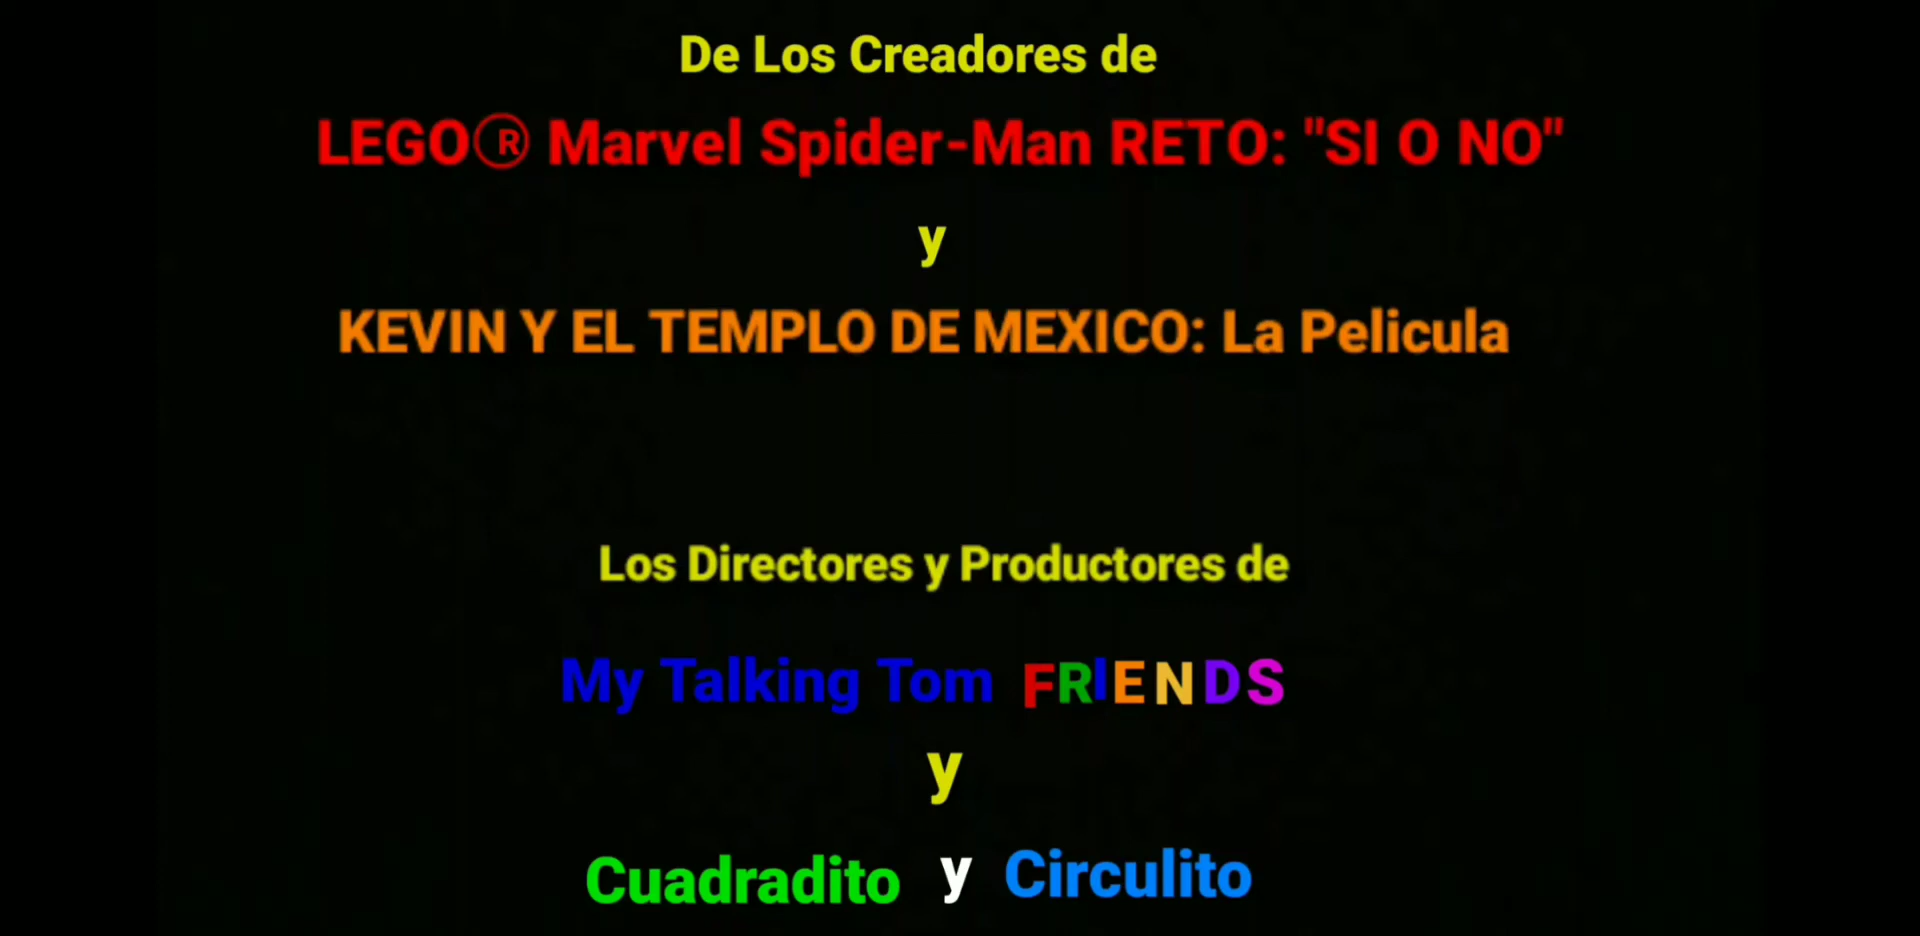 De Los Creadores de
LEGO® Marvel Spider-Man RETO: "SI O NO"
y
KEVIN Y EL TEMPLO DE MEXICO: La Pelicula
Los Directores y Productores de
My Talking Tom FRIENDS
y
Cuadradito y Circulito